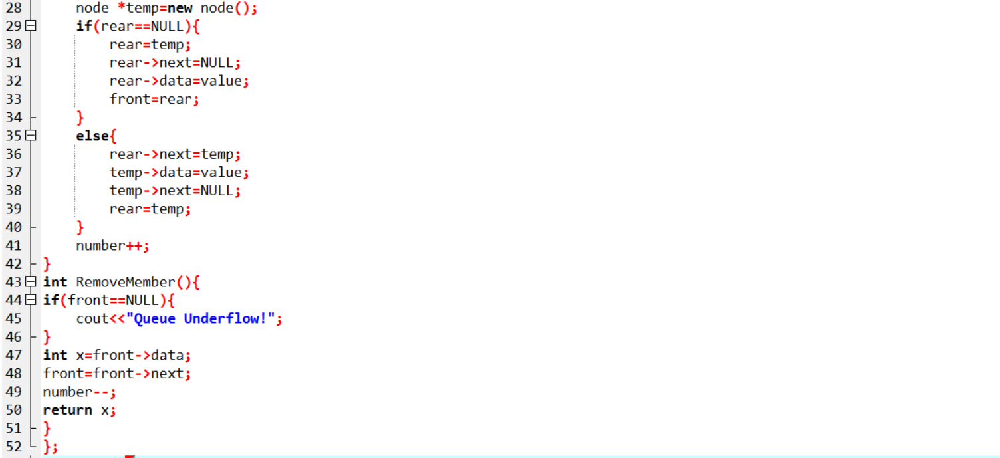 28 node *temp=new node();
29 if(rear==NULL){
30 rear=temp;
31 rear->next=NULL;
32 rear->data=value;
33 front=rear;
34 }
35 else{
36 rear->next=temp;
37 temp->data=value;
38 temp->next=NULL;
39 rear=temp;
40 }
41 number++;
42 }
43 int RemoveMember(){
44 if(front==NULL){
45 cout<<"Queue Underflow!";
46 }
47 int x=front->data;
48 front=front->next;
49 number--;
50 return x;
51 }
52 };